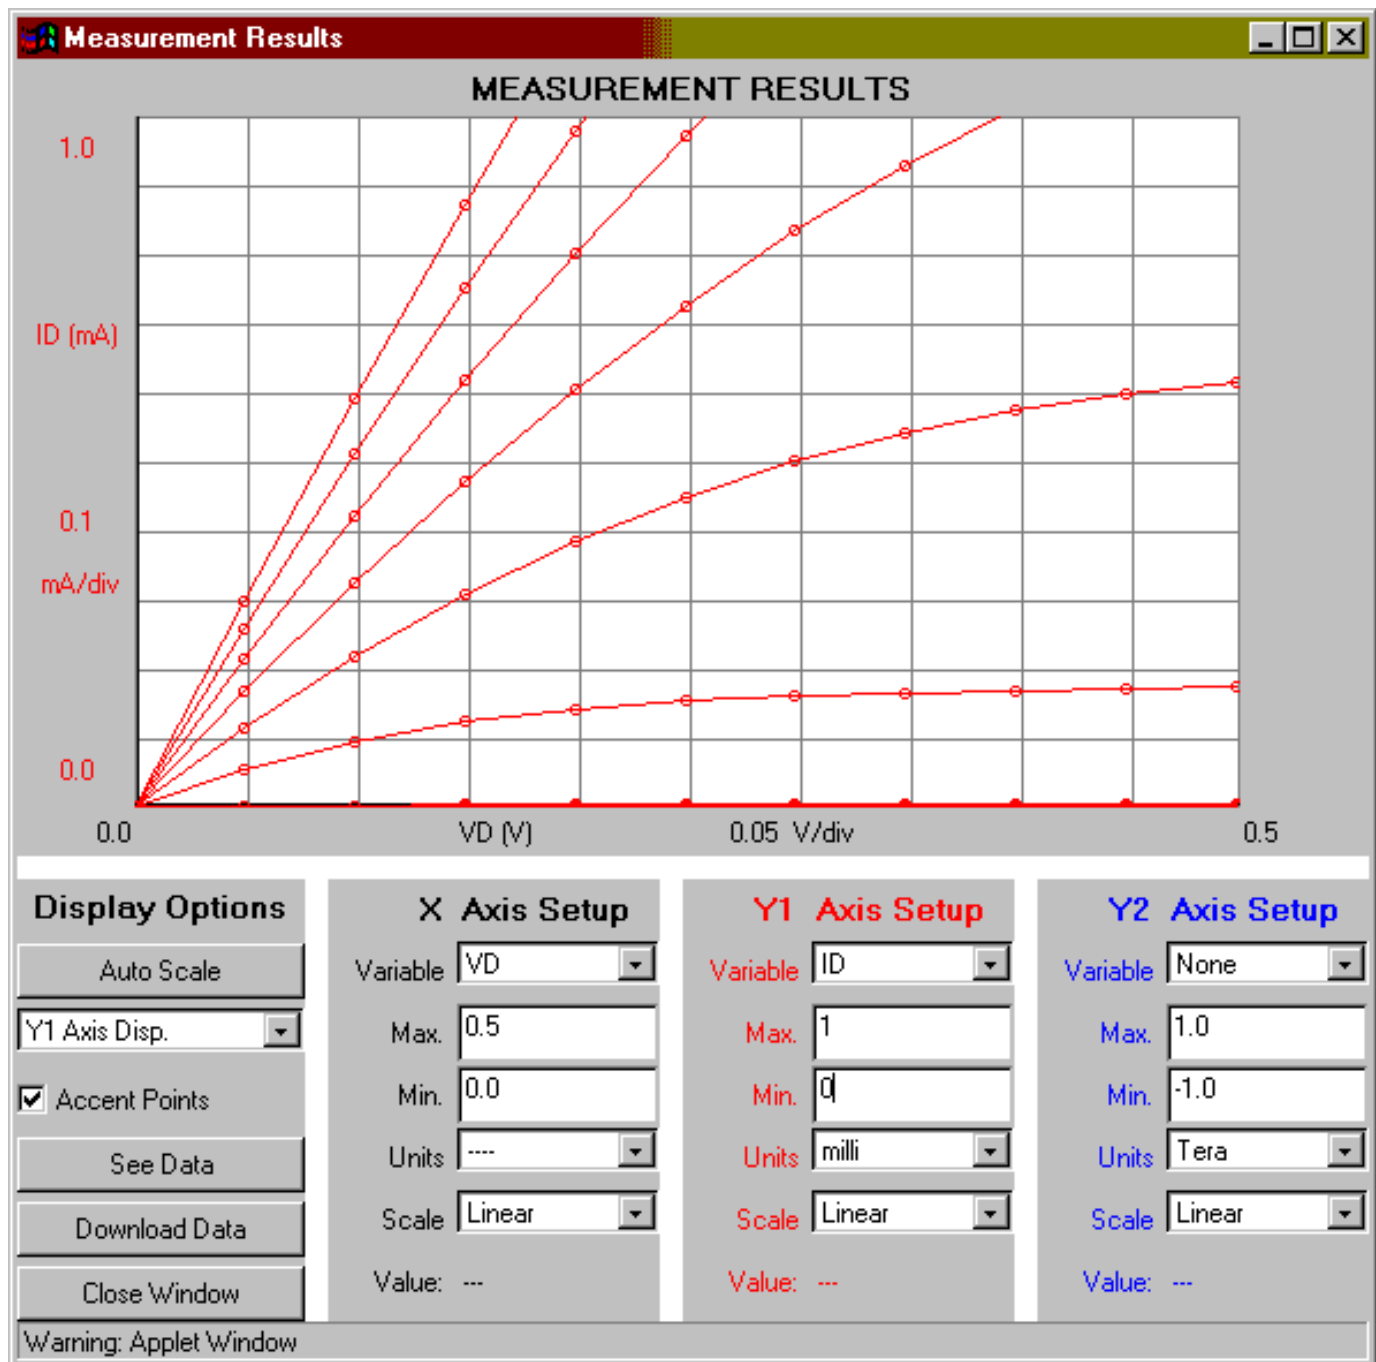 Measurement Results
MEASUREMENT RESULTS
1.0
ID (mA)
0.1
mA/div
0.0
0.0 VD (V) 0.05 V/div 0.5
Display Options
Auto Scale
Y1 Axis Disp.
Accent Points
See Data
Download Data
Close Window
X Axis Setup
Variable VD
Max. 0.5
Min. 0.0
Units ----
Scale Linear
Value: ---
Y1 Axis Setup
Variable ID
Max. 1
Min. 0
Units milli
Scale Linear
Value: ---
Y2 Axis Setup
Variable None
Max. 1.0
Min. -1.0
Units Tera
Scale Linear
Value: ---
Warning: Applet Window